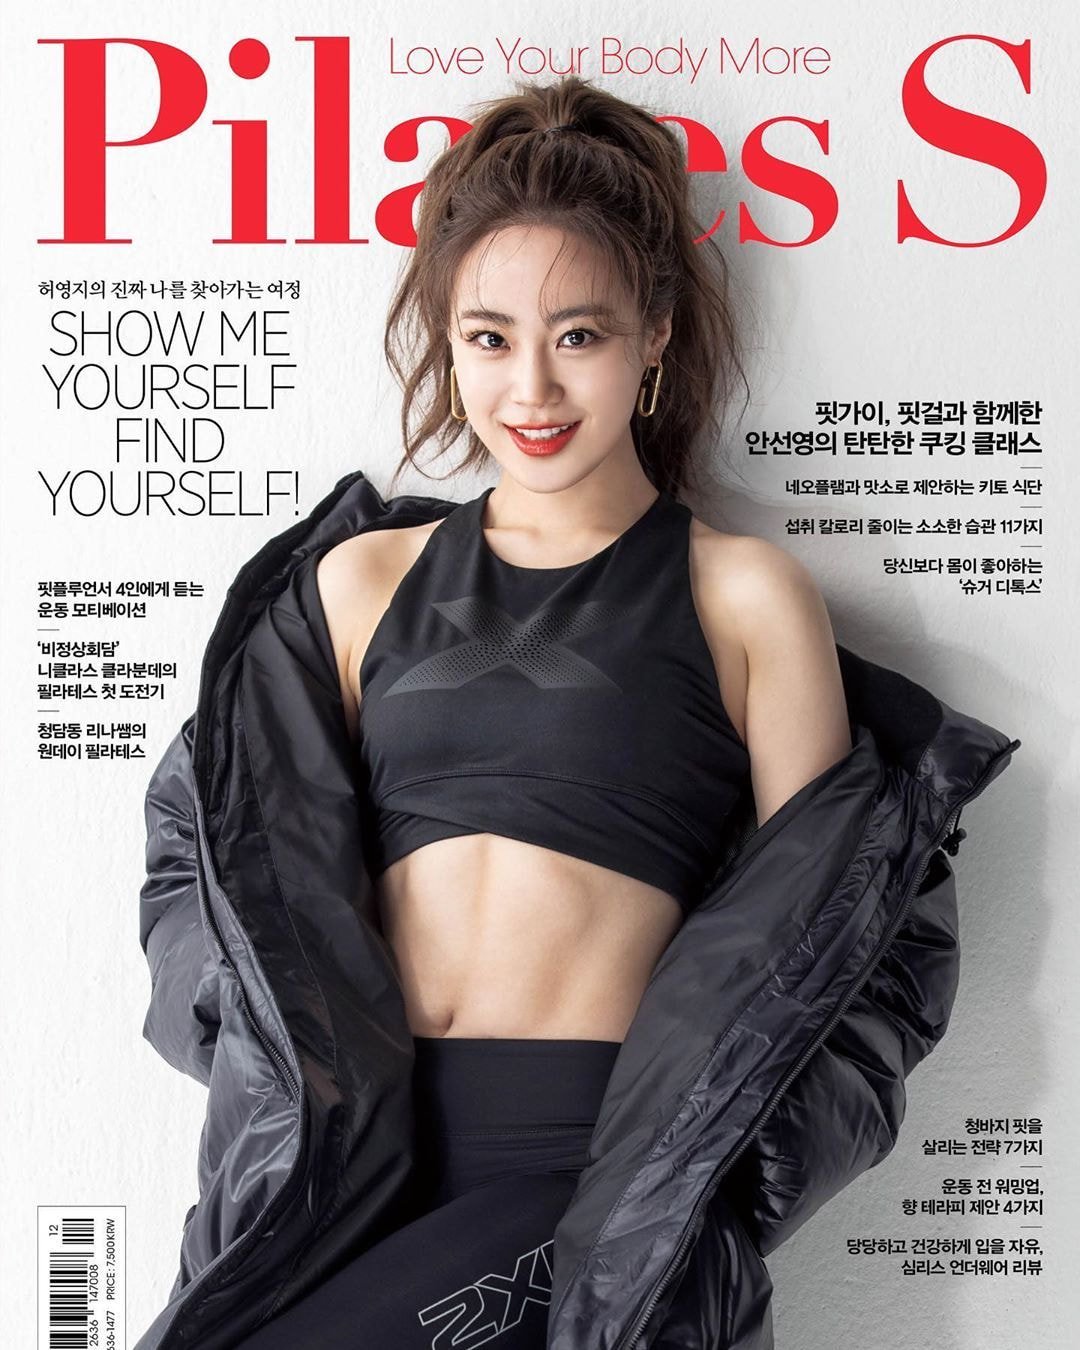 Love Your Body More
Pilates S
허영지의 진짜 나를 찾아가는 여정
SHOW ME
YOURSELF
FIND
YOURSELF!
핏플루언서 4인에게 듣는
운동 모티베이션
‘비정상회담’
니클라스 클라분데의
필라테스 첫 도전기
청담동 리나쌤의
원데이 필라테스
핏가이, 핏걸과 함께한
안선영의 탄탄한 쿠킹 클래스
네오플램과 맛소로 제안하는 키토 식단
섭취 칼로리 줄이는 소소한 습관 11가지
당신보다 몸이 좋아하는
‘슈거 디톡스’
X
청바지 핏을
살리는 전략 7가지
운동 전 워밍업,
향 테라피 제안 4가지
당당하고 건강하게 입을 자유,
심리스 언더웨어 리뷰
2XU
12
2636 147008
636-1477 PRICE : 7,500KRW